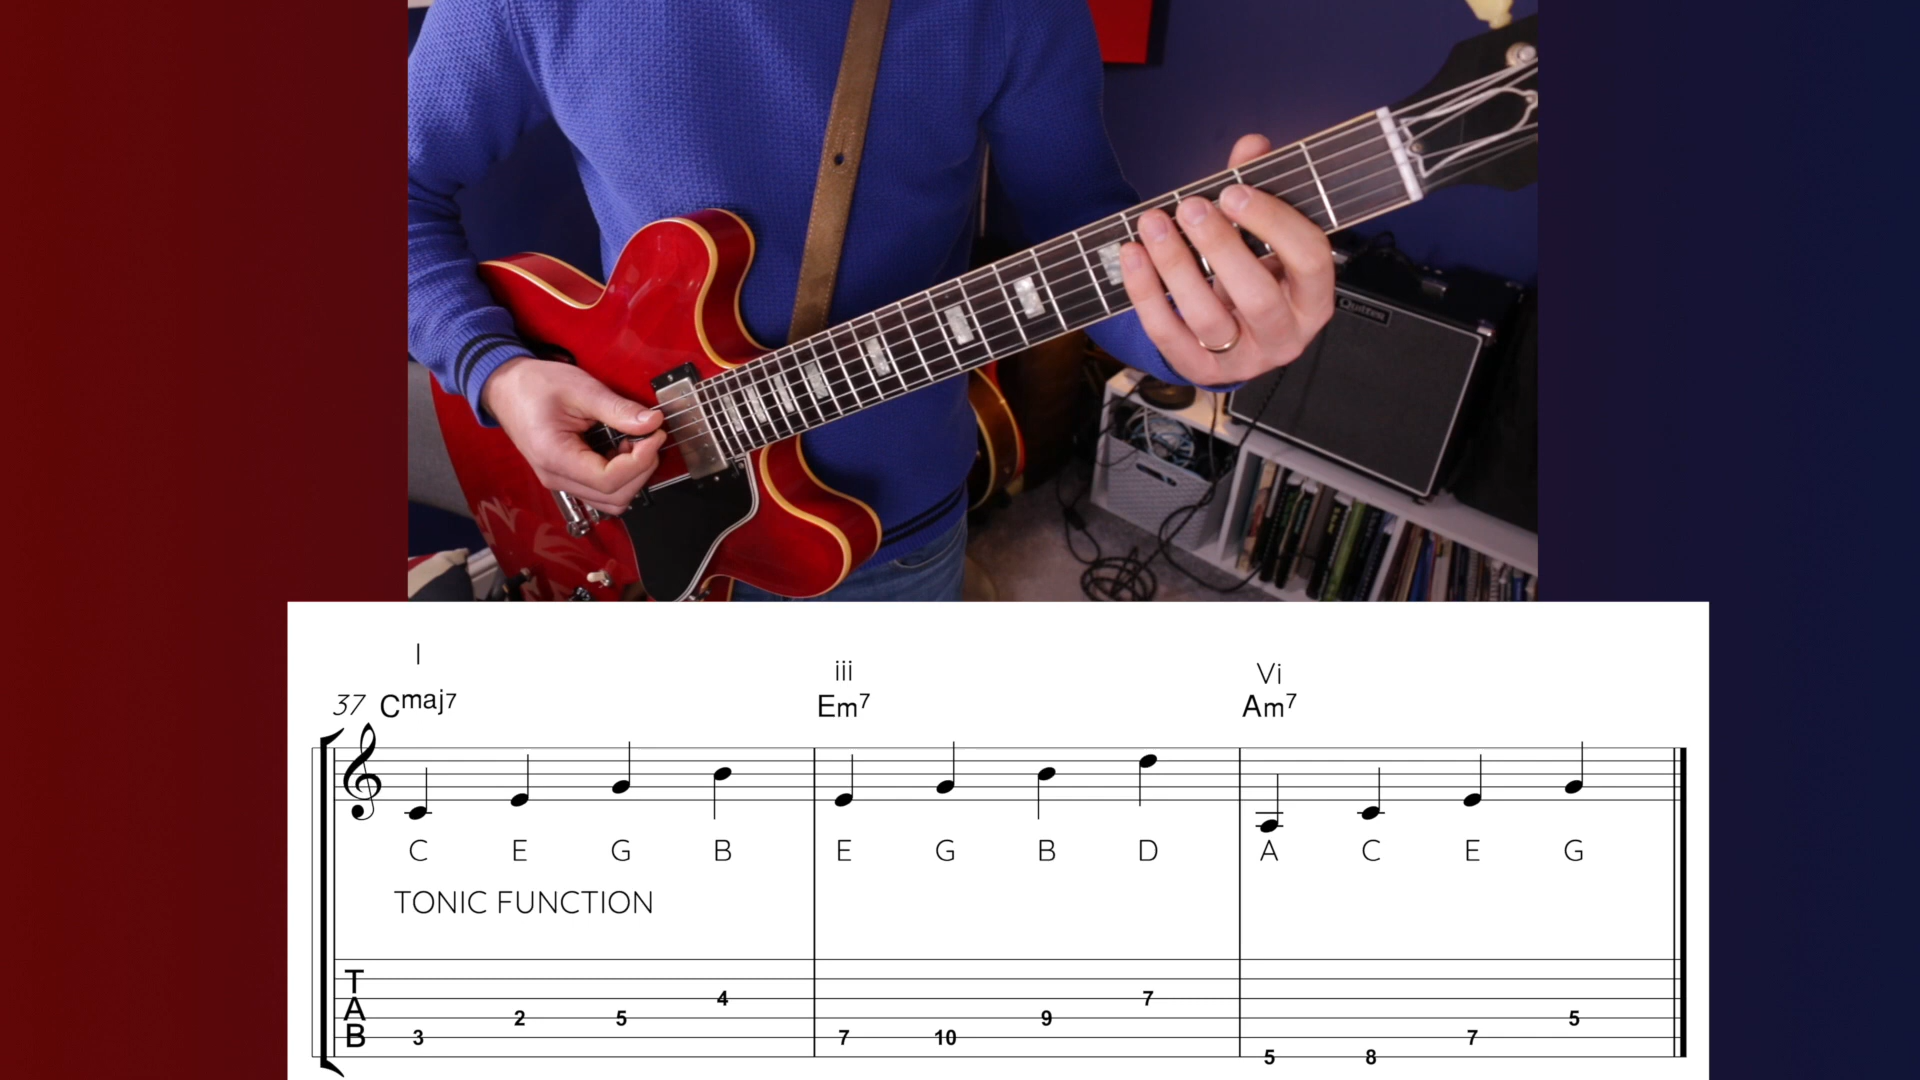 I iii Vi
37 Cmaj7 Em7 Am7
C E G B E G B D A C E G
TONIC FUNCTION
T
A
B
4 7
2 5 9 5
3 7 10 7
5 8
Quilter